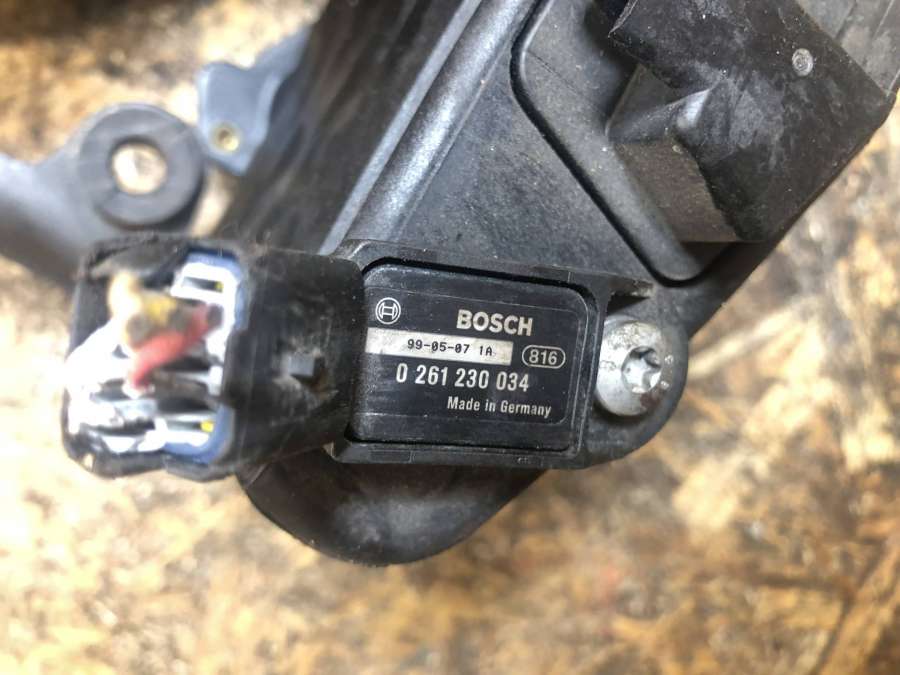 BOSCH
99-05-07 1A
816
0 261 230 034
Made in Germany